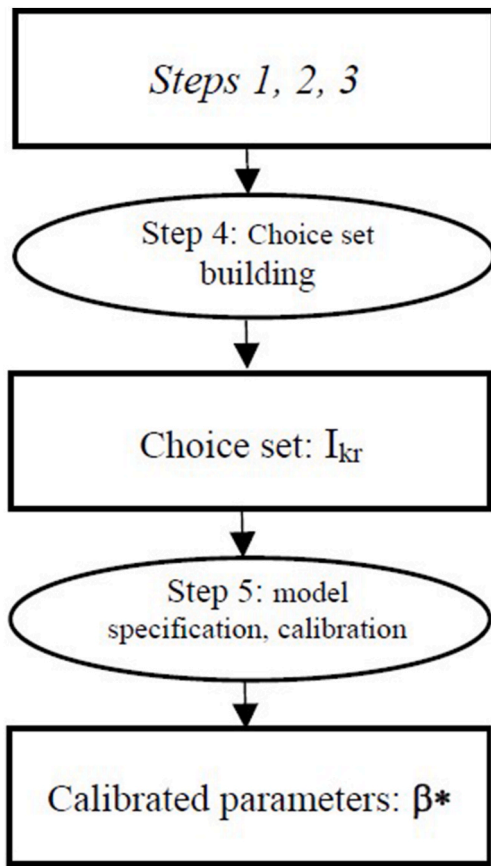 Steps 1, 2, 3
Step 4: Choice set
building
Choice set: Iₖᵣ
Step 5: model
specification, calibration
Calibrated parameters: β*